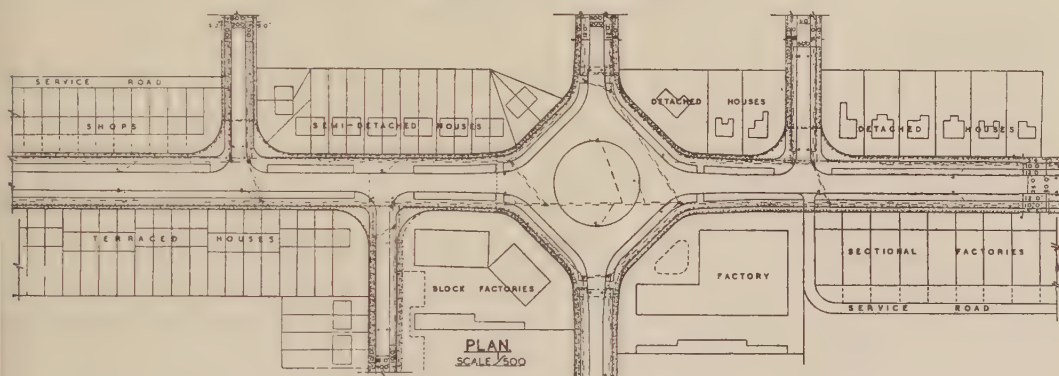 SERVICE ROAD
SHOPS
SEMI-DETACHED HOUSES
DETACHED HOUSES
DETACHED HOUSES
TERRACED HOUSES
BLOCK FACTORIES
FACTORY
SECTIONAL FACTORIES
SERVICE ROAD
PLAN
SCALE 1/500